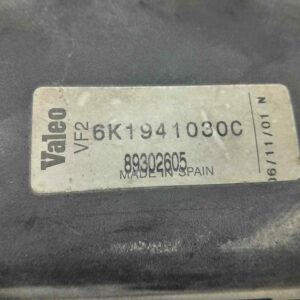 Valeo
VF2
6K1941030C
89302605
MADE IN SPAIN
06/11/01 N